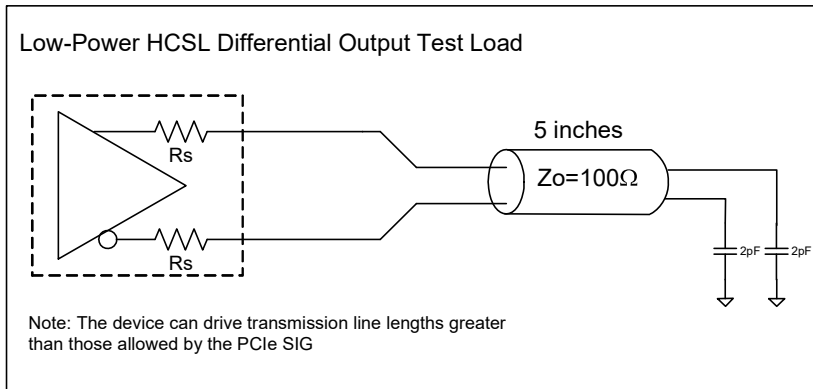 Low-Power HCSL Differential Output Test Load
Rs
Rs
5 inches
Zo=100Ω
2pF
2pF
Note: The device can drive transmission line lengths greater
than those allowed by the PCIe SIG